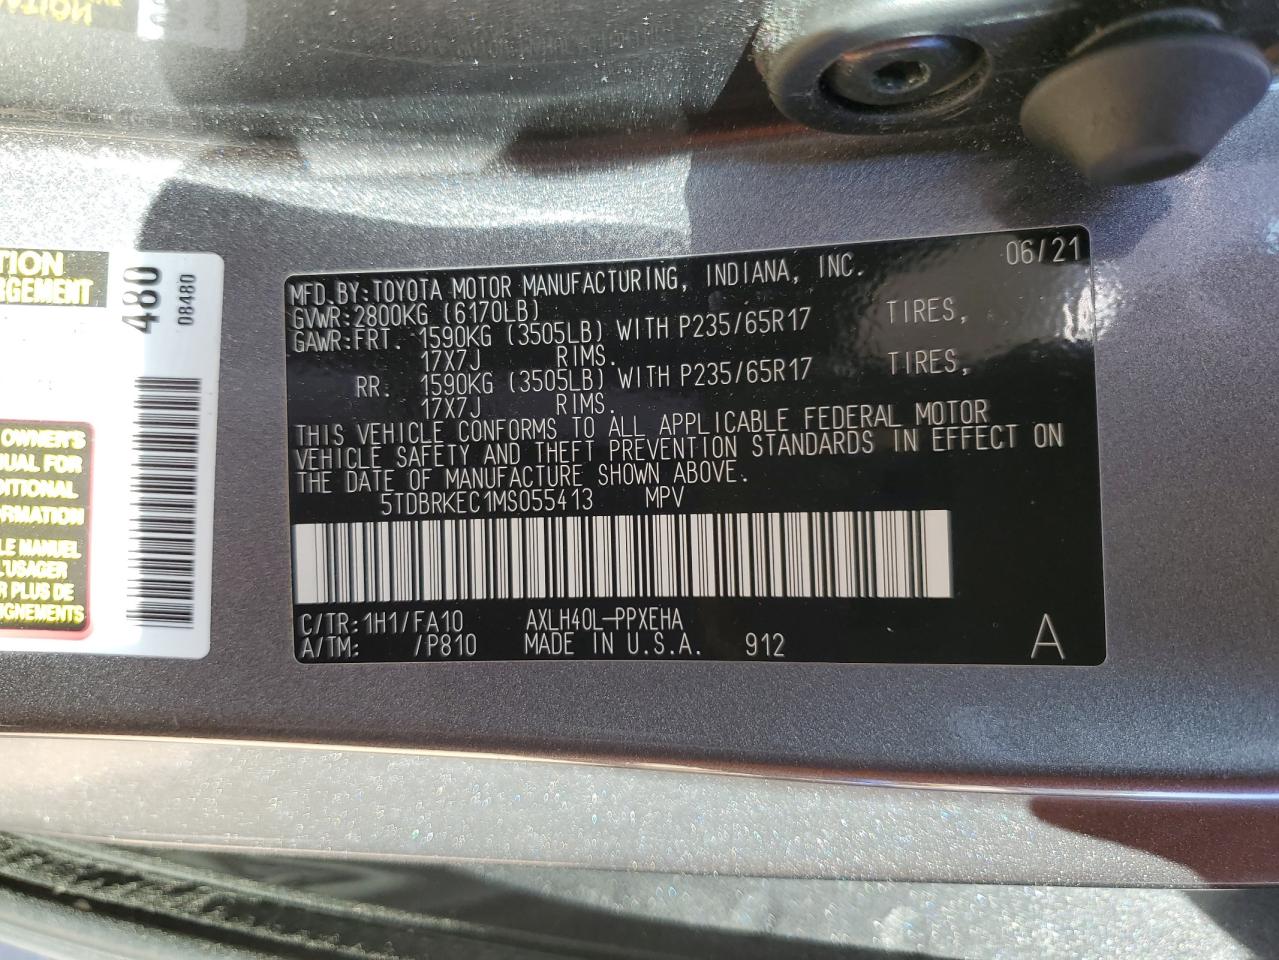 06/21
MFD.BY:TOYOTA MOTOR MANUFACTURING, INDIANA, INC.
GVWR:2800KG (6170LB)
GAWR:FRT. 1590KG (3505LB) WITH P235/65R17 TIRES,
17X7J RIMS.
RR. 1590KG (3505LB) WITH P235/65R17 TIRES,
17X7J RIMS.
THIS VEHICLE CONFORMS TO ALL APPLICABLE FEDERAL MOTOR
VEHICLE SAFETY AND THEFT PREVENTION STANDARDS IN EFFECT ON
THE DATE OF MANUFACTURE SHOWN ABOVE.
5TDBRKEC1MS055413 MPV
C/TR:1H1/FA10 AXLH40L-PPXEHA
A/TM: /P810 MADE IN U.S.A. 912 A
480
08480
OWNER'S
FOR